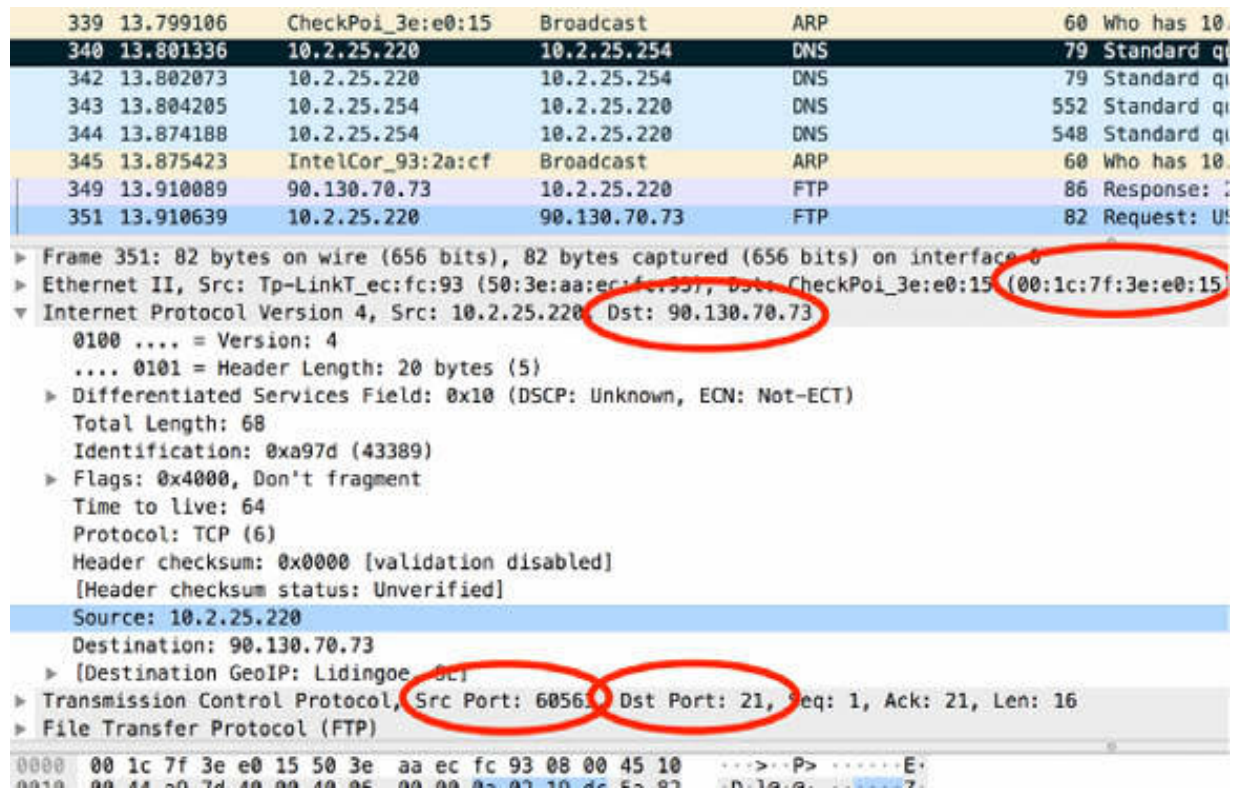 339 13.799106 CheckPoi_3e:e0:15 Broadcast ARP 60 Who has 10.
340 13.801336 10.2.25.220 10.2.25.254 DNS 79 Standard
342 13.802073 10.2.25.220 10.2.25.254 DNS 79 Standard
343 13.804205 10.2.25.254 10.2.25.220 DNS 552 Standard
344 13.874188 10.2.25.254 10.2.25.220 DNS 548 Standard
345 13.875423 IntelCor_93:2a:cf Broadcast ARP 60 Who has 10.
349 13.910089 90.130.70.73 10.2.25.220 FTP 86 Response:
351 13.910639 10.2.25.220 90.130.70.73 FTP 82 Request:
Frame 351: 82 bytes on wire (656 bits), 82 bytes captured (656 bits) on interface 0
Ethernet II, Src: Tp-LinkT_ec:fc:93 (50:3e:aa:ec:fc:93), Dst: CheckPoi_3e:e0:15 (00:1c:7f:3e:e0:15)
Internet Protocol Version 4, Src: 10.2.25.220, Dst: 90.130.70.73
0100 .... = Version: 4
.... 0101 = Header Length: 20 bytes (5)
Differentiated Services Field: 0x10 (DSCP: Unknown, ECN: Not-ECT)
Total Length: 68
Identification: 0xa97d (43389)
Flags: 0x4000, Don't fragment
Time to live: 64
Protocol: TCP (6)
Header checksum: 0x0000 [validation disabled]
[Header checksum status: Unverified]
Source: 10.2.25.220
Destination: 90.130.70.73
[Destination GeoIP: Lidingoe,
Transmission Control Protocol, Src Port: 60563, Dst Port: 21, Seq: 1, Ack: 21, Len: 16
File Transfer Protocol (FTP)
0000 00 1c 7f 3e e0 15 50 3e aa ec fc 93 08 00 45 10 ···>··P> ······E·